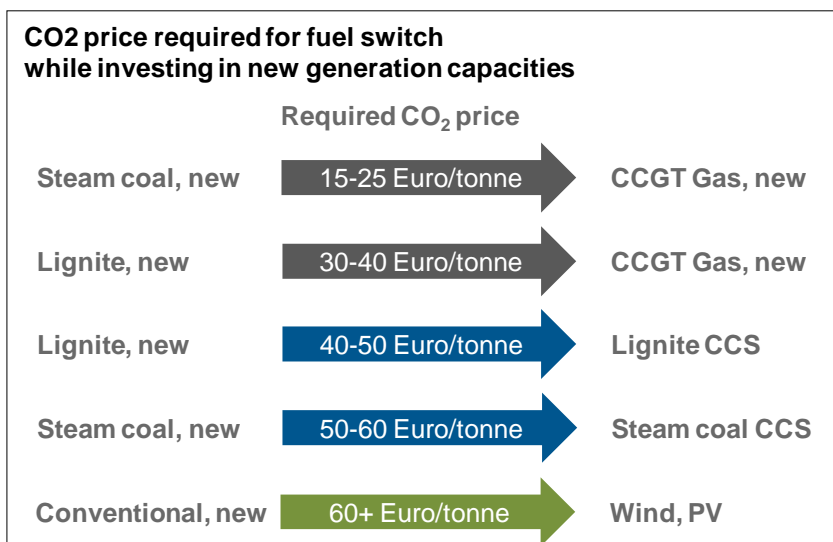 CO2 price required for fuel switch
while investing in new generation capacities
Required CO₂ price
Steam coal, new 15-25 Euro/tonne CCGT Gas, new
Lignite, new 30-40 Euro/tonne CCGT Gas, new
Lignite, new 40-50 Euro/tonne Lignite CCS
Steam coal, new 50-60 Euro/tonne Steam coal CCS
Conventional, new 60+ Euro/tonne Wind, PV